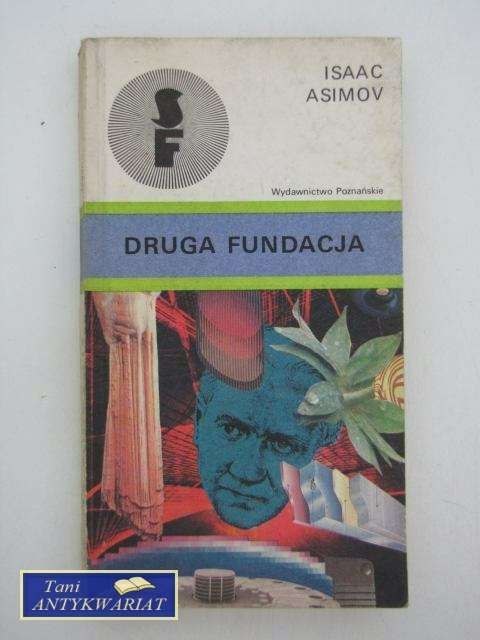 SF
ISAAC
ASIMOV
Wydawnictwo Poznańskie
DRUGA FUNDACJA
Tani
ANTYKWARIAT